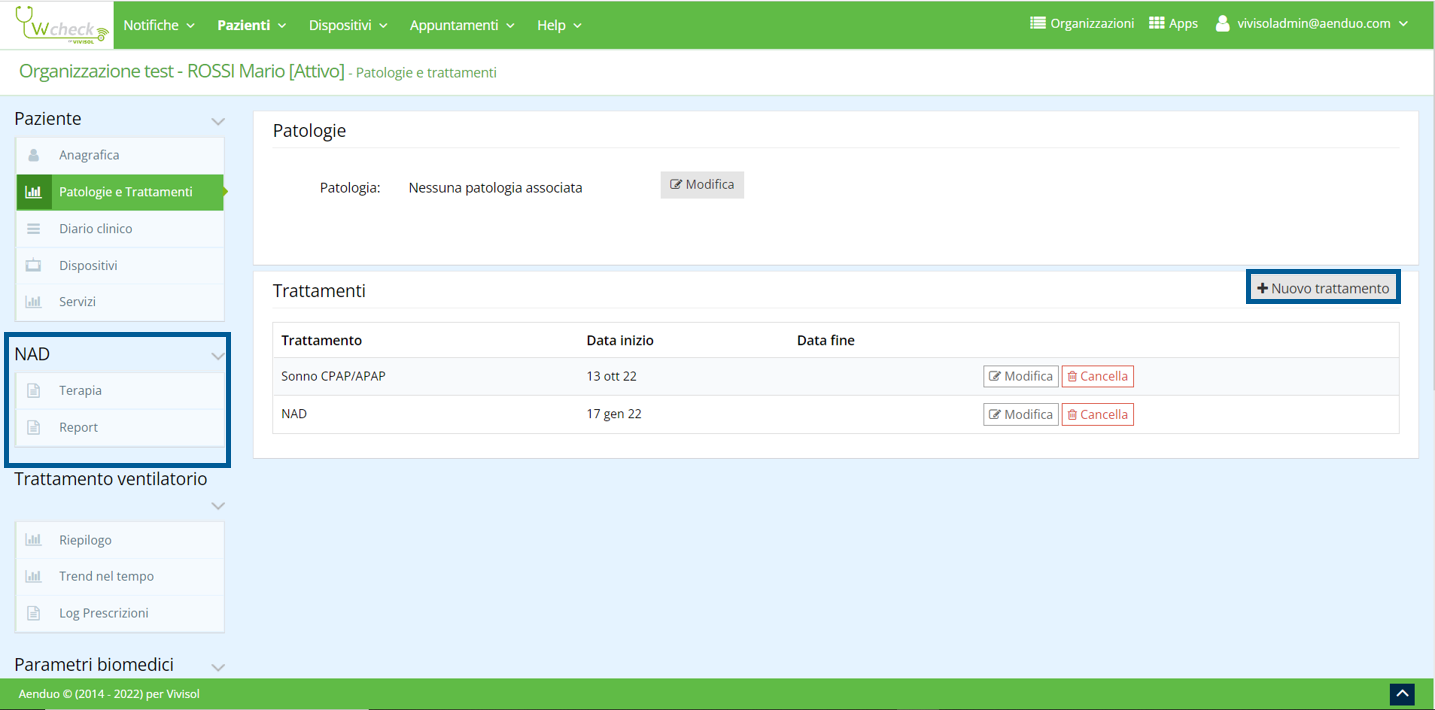 Wcheck
BY VIVISOL
Notifiche Pazienti Dispositivi Appuntamenti Help Organizzazioni Apps vivisoladmin@aenduo.com
Organizzazione test - ROSSI Mario [Attivo] - Patologie e trattamenti
Paziente
Anagrafica
Patologie e Trattamenti
Diario clinico
Dispositivi
Servizi
NAD
Terapia
Report
Trattamento ventilatorio
Riepilogo
Trend nel tempo
Log Prescrizioni
Parametri biomedici
Patologie
Patologia: Nessuna patologia associata Modifica
Trattamenti + Nuovo trattamento
Trattamento Data inizio Data fine
Sonno CPAP/APAP 13 ott 22 Modifica Cancella
NAD 17 gen 22 Modifica Cancella
Aenduo © (2014 - 2022) per Vivisol